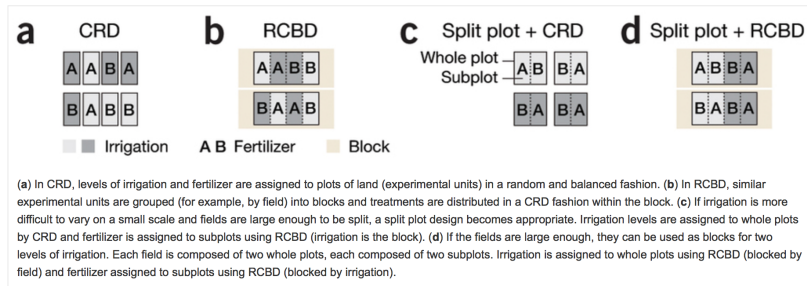 a CRD b RCBD c Split plot + CRD d Split plot + RCBD
Whole plot
Subplot
A A B A A A B B A B B A A B B A
B A B B B A A B B A B A B A B A
Irrigation A B Fertilizer Block
(a) In CRD, levels of irrigation and fertilizer are assigned to plots of land (experimental units) in a random and balanced fashion. (b) In RCBD, similar
experimental units are grouped (for example, by field) into blocks and treatments are distributed in a CRD fashion within the block. (c) If irrigation is more
difficult to vary on a small scale and fields are large enough to be split, a split plot design becomes appropriate. Irrigation levels are assigned to whole plots
by CRD and fertilizer is assigned to subplots using RCBD (irrigation is the block). (d) If the fields are large enough, they can be used as blocks for two
levels of irrigation. Each field is composed of two whole plots, each composed of two subplots. Irrigation is assigned to whole plots using RCBD (blocked by
field) and fertilizer assigned to subplots using RCBD (blocked by irrigation).